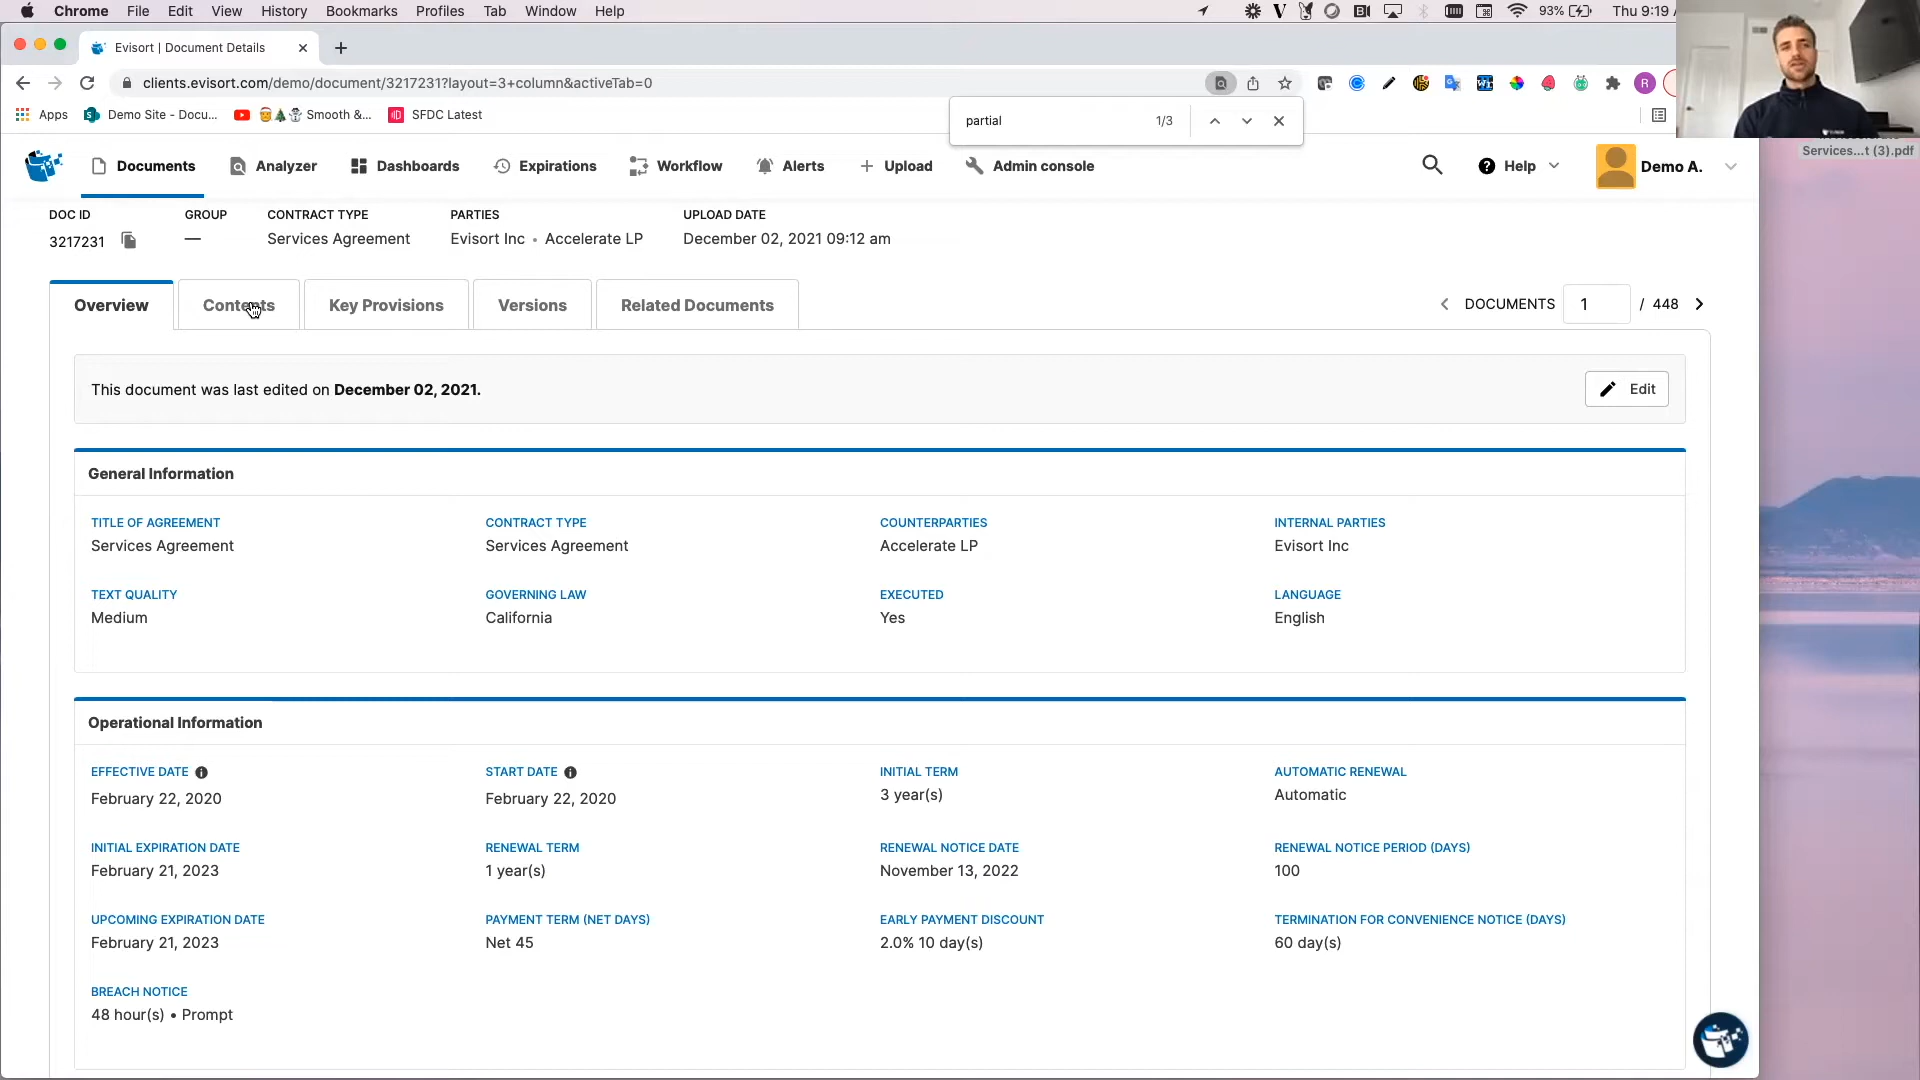 Chrome File Edit View History Bookmarks Profiles Tab Window Help 93% Thu 9:19
Evisort | Document Details
clients.evisort.com/demo/document/3217231?layout=3+column&activeTab=0
Apps Demo Site - Docu... Smooth &... SFDC Latest
partial 1/3
Services...t (3).pdf
Documents Analyzer Dashboards Expirations Workflow Alerts Upload Admin console Help Demo A.
DOC ID GROUP CONTRACT TYPE PARTIES UPLOAD DATE
3217231 — Services Agreement Evisort Inc • Accelerate LP December 02, 2021 09:12 am
Overview Contents Key Provisions Versions Related Documents DOCUMENTS 1 / 448
This document was last edited on December 02, 2021. Edit
General Information
TITLE OF AGREEMENT CONTRACT TYPE COUNTERPARTIES INTERNAL PARTIES
Services Agreement Services Agreement Accelerate LP Evisort Inc
TEXT QUALITY GOVERNING LAW EXECUTED LANGUAGE
Medium California Yes English
Operational Information
EFFECTIVE DATE START DATE INITIAL TERM AUTOMATIC RENEWAL
February 22, 2020 February 22, 2020 3 year(s) Automatic
INITIAL EXPIRATION DATE RENEWAL TERM RENEWAL NOTICE DATE RENEWAL NOTICE PERIOD (DAYS)
February 21, 2023 1 year(s) November 13, 2022 100
UPCOMING EXPIRATION DATE PAYMENT TERM (NET DAYS) EARLY PAYMENT DISCOUNT TERMINATION FOR CONVENIENCE NOTICE (DAYS)
February 21, 2023 Net 45 2.0% 10 day(s) 60 day(s)
BREACH NOTICE
48 hour(s) • Prompt